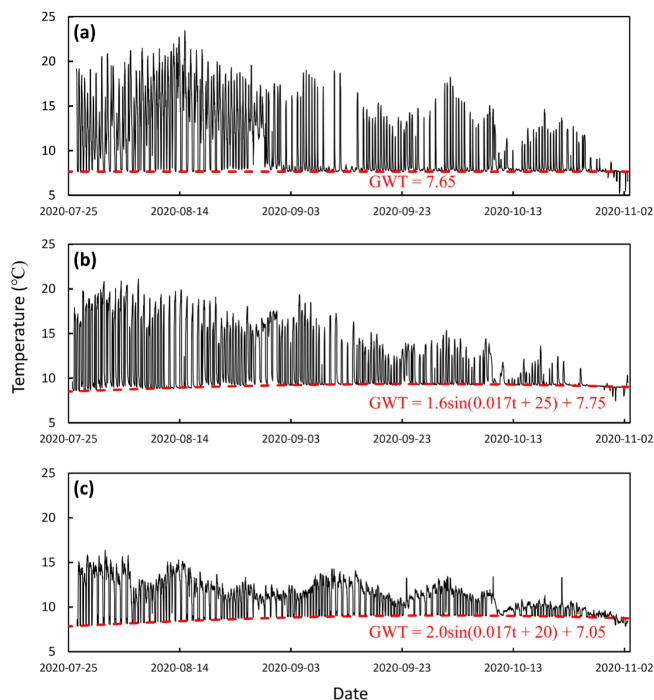 (a)
25
20
15
10
5
GWT = 7.65
2020-07-25 2020-08-14 2020-09-03 2020-09-23 2020-10-13 2020-11-02
Temperature (°C)
(b)
25
20
15
10
5
GWT = 1.6sin(0.017t + 25) + 7.75
2020-07-25 2020-08-14 2020-09-03 2020-09-23 2020-10-13 2020-11-02
(c)
25
20
15
10
5
GWT = 2.0sin(0.017t + 20) + 7.05
2020-07-25 2020-08-14 2020-09-03 2020-09-23 2020-10-13 2020-11-02
Date